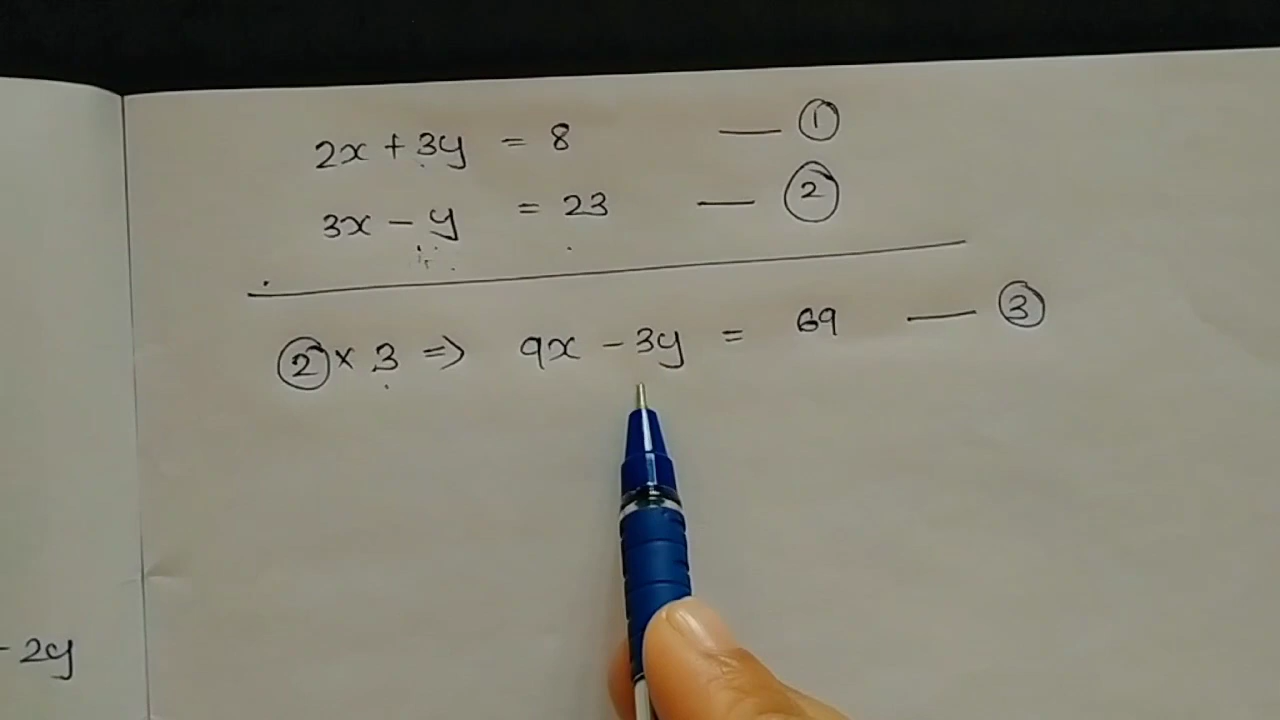 2x + 3y = 8 — ①
3x - y = 23 — ②
② × 3 ⇒ 9x - 3y = 69 — ③
- 2y